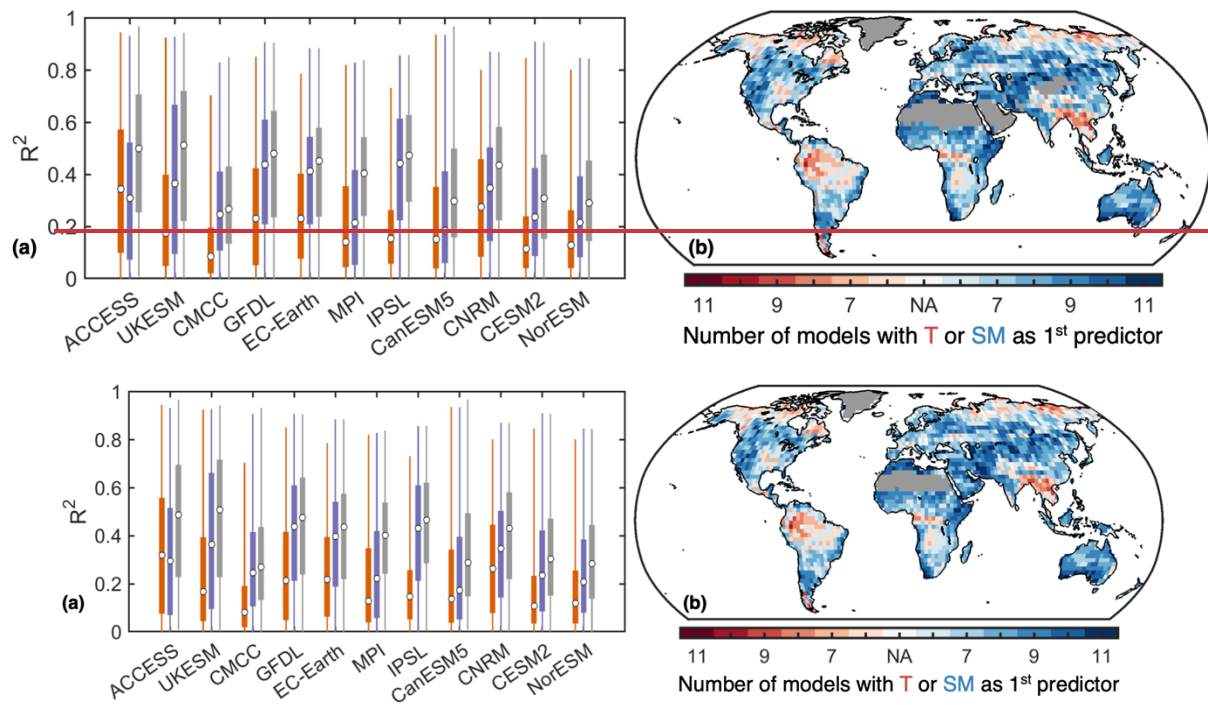 1
0.8
0.6
0.4
0.2
0
R²
(a)
ACCESS
UKESM
CMCC
GFDL
EC-Earth
MPI
IPSL
CanESM5
CNRM
CESM2
NorESM
(b)
11 9 7 NA 7 9 11
Number of models with T or SM as 1st predictor
1
0.8
0.6
0.4
0.2
0
R²
(a)
ACCESS
UKESM
CMCC
GFDL
EC-Earth
MPI
IPSL
CanESM5
CNRM
CESM2
NorESM
(b)
11 9 7 NA 7 9 11
Number of models with T or SM as 1st predictor